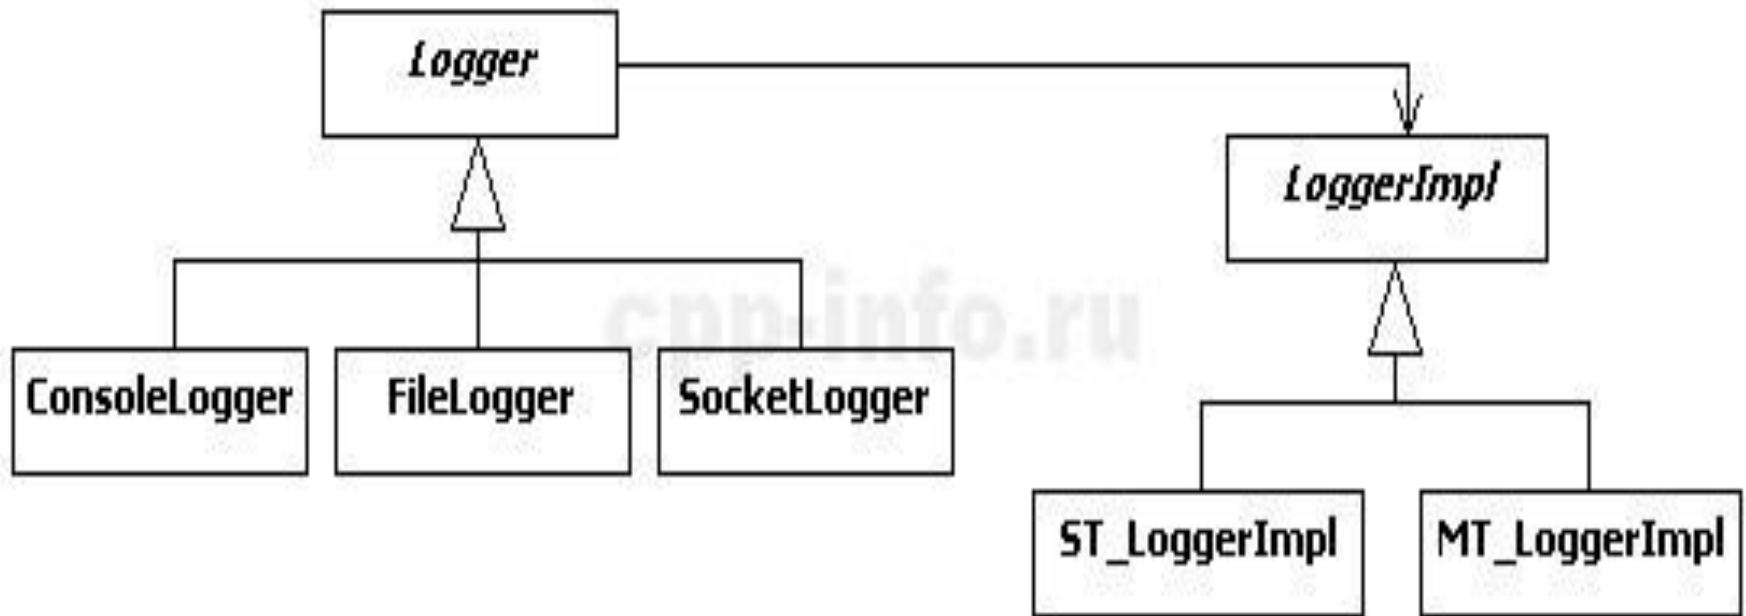 Logger
LoggerImpl
cpp-info.ru
ConsoleLogger
FileLogger
SocketLogger
ST_LoggerImpl
MT_LoggerImpl